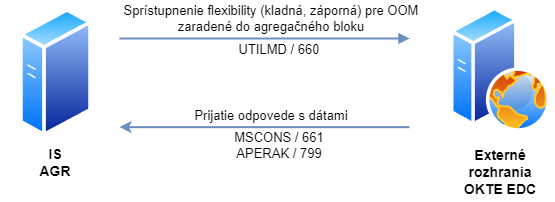 Sprístupnenie flexibility (kladná, záporná) pre OOM
zaradené do agregačného bloku
UTILMD / 660
Prijatie odpovede s dátami
MSCONS / 661
APERAK / 799
IS
AGR
Externé
rozhrania
OKTE EDC